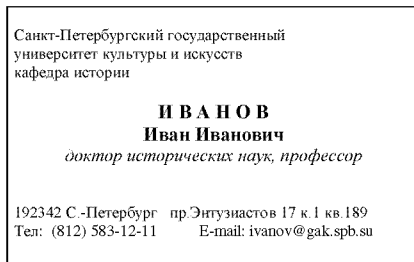 Санкт-Петербургский государственный
университет культуры и искусств
кафедра истории
И В А Н О В
Иван Иванович
доктор исторических наук, профессор
192342 С.-Петербург пр.Энтузиастов 17 к.1 кв.189
Тел: (812) 583-12-11 E-mail: ivanov@gak.spb.su